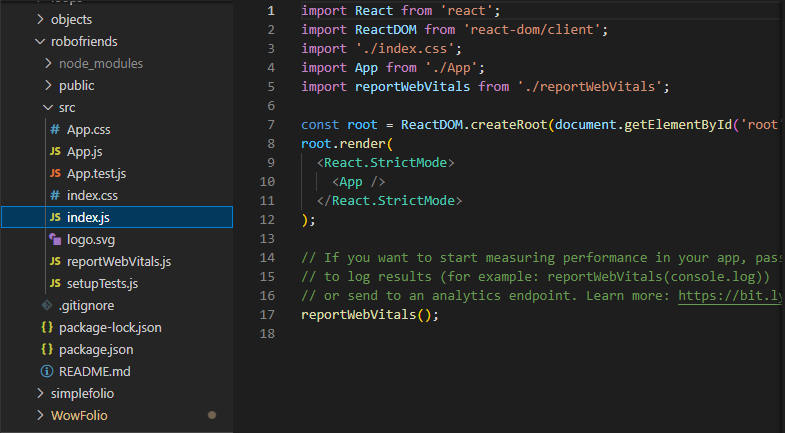 objects
robofriends
node_modules
public
src
# App.css
JS App.js
JS App.test.js
# index.css
JS index.js
logo.svg
JS reportWebVitals.js
JS setupTests.js
.gitignore
{} package-lock.json
{} package.json
README.md
simplefolio
WowFolio
1 import React from 'react';
2 import ReactDOM from 'react-dom/client';
3 import './index.css';
4 import App from './App';
5 import reportWebVitals from './reportWebVitals';
6
7 const root = ReactDOM.createRoot(document.getElementById('root'
8 root.render(
9 <React.StrictMode>
10 <App />
11 </React.StrictMode>
12 );
13
14 // If you want to start measuring performance in your app, pas
15 // to log results (for example: reportWebVitals(console.log))
16 // or send to an analytics endpoint. Learn more: https://bit.ly
17 reportWebVitals();
18